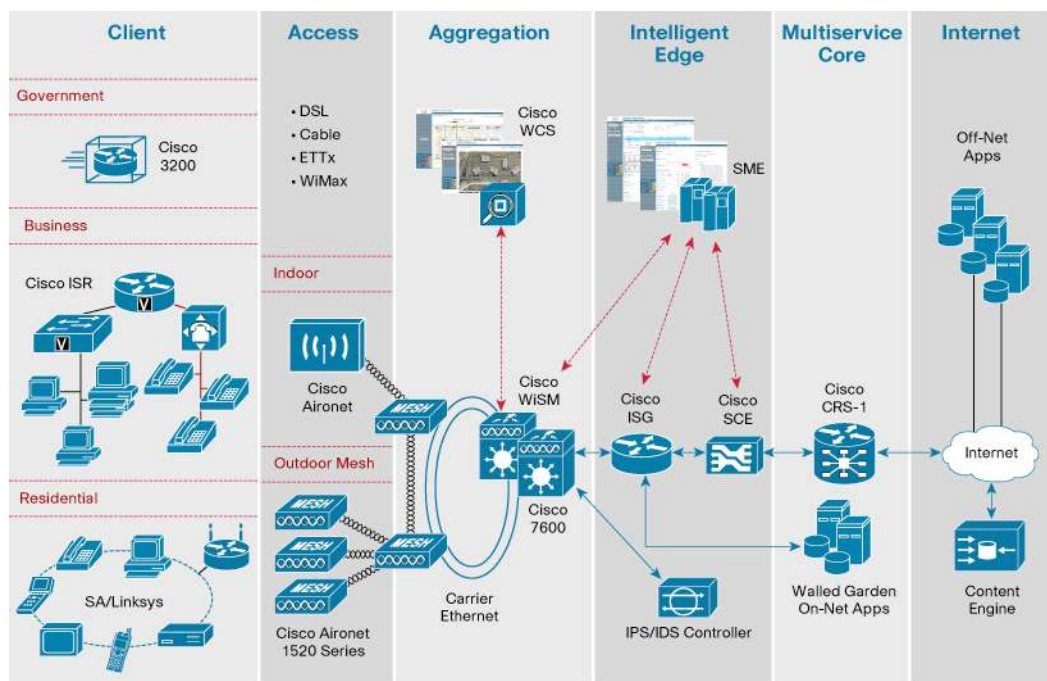 Client
Access
Aggregation
Intelligent
Edge
Multiservice
Core
Internet
Government
Cisco
3200
Business
Cisco ISR
V
V
Residential
SA/Linksys
• DSL
• Cable
• ETTx
• WiMax
Indoor
Cisco
Aironet
MESH
Outdoor Mesh
MESH
MESH
MESH
MESH
Cisco Aironet
1520 Series
Cisco
WCS
Cisco
WiSM
Cisco
7600
Carrier
Ethernet
SME
Cisco
ISG
Cisco
SCE
IPS/IDS Controller
Cisco
CRS-1
Walled Garden
On-Net Apps
Off-Net
Apps
Internet
Content
Engine